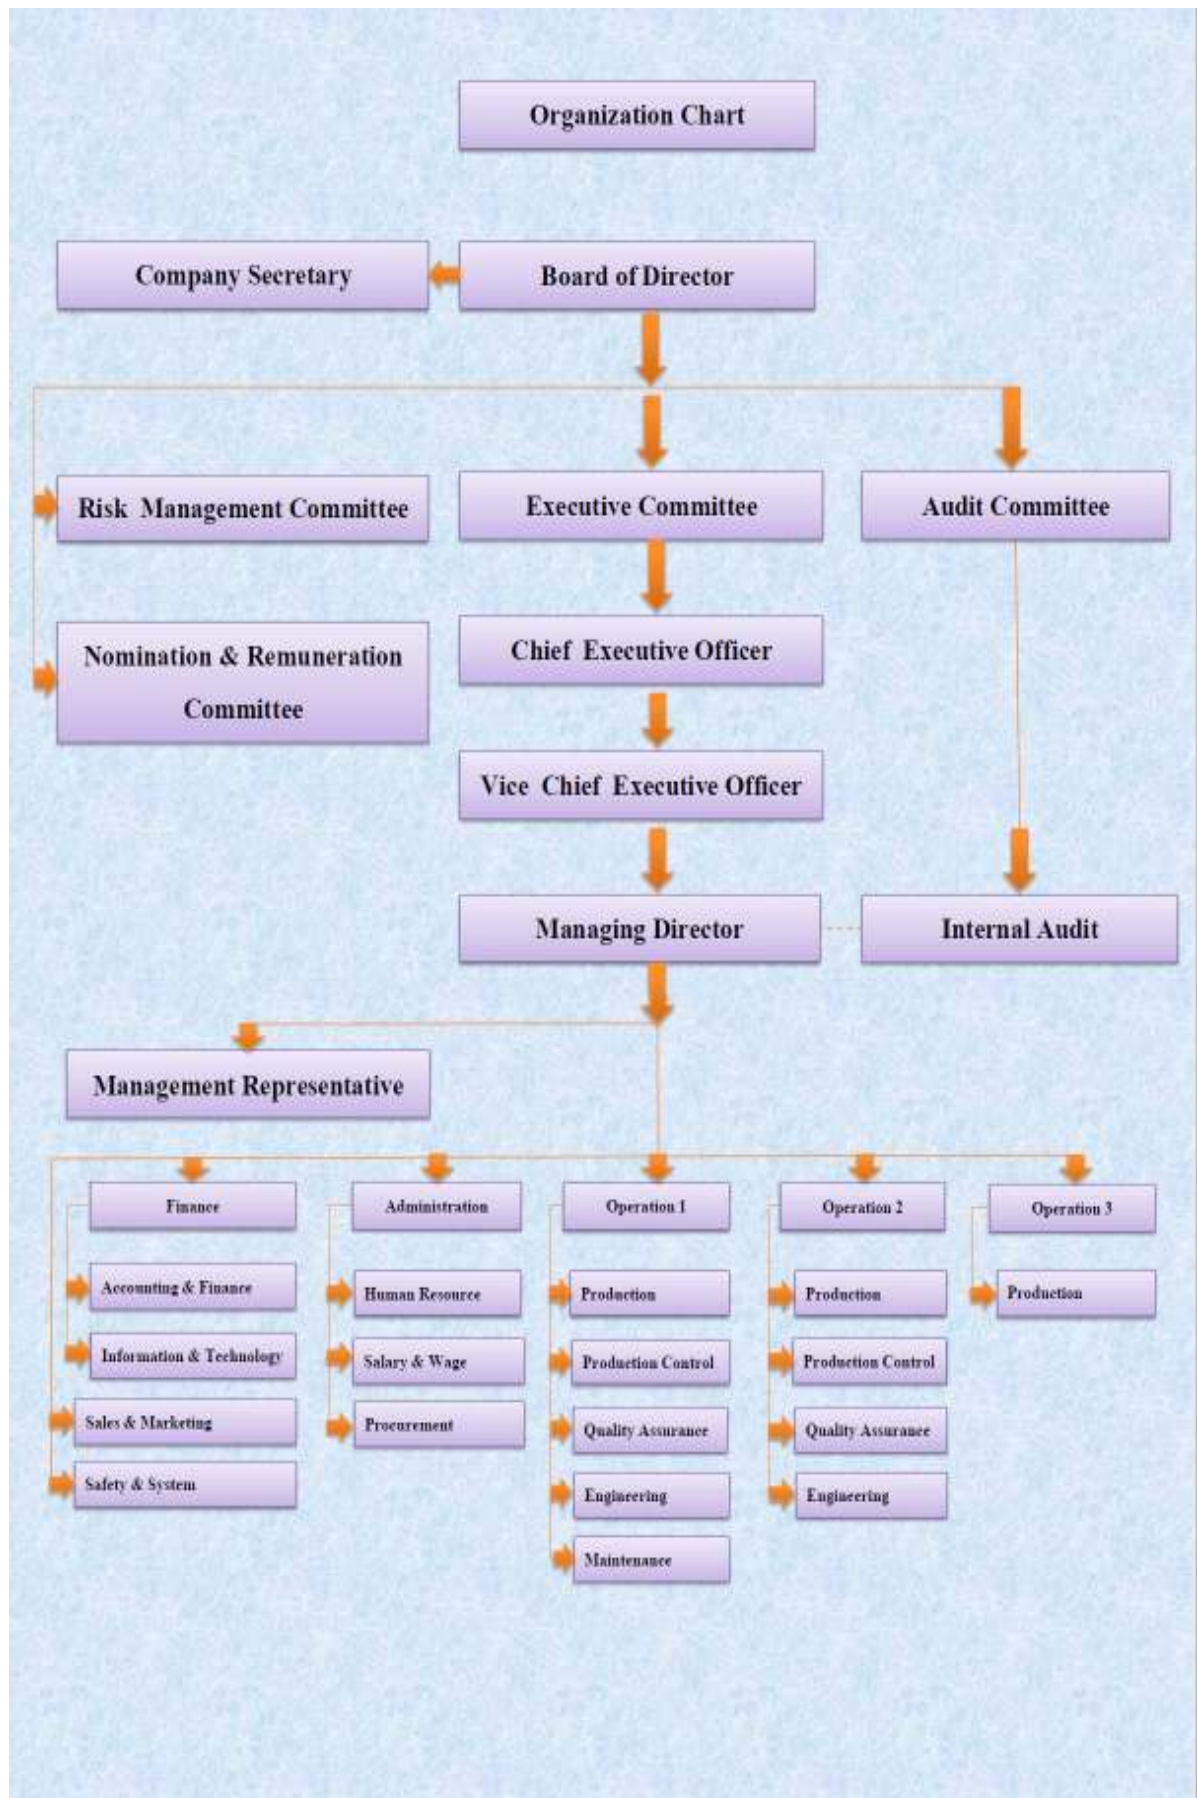 Organization Chart
Company Secretary
Board of Director
Risk Management Committee
Executive Committee
Audit Committee
Nomination & Remuneration
Committee
Chief Executive Officer
Vice Chief Executive Officer
Managing Director
Internal Audit
Management Representative
Finance
Administration
Operation 1
Operation 2
Operation 3
Accounting & Finance
Information & Technology
Sales & Marketing
Safety & System
Human Resource
Salary & Wage
Procurement
Production
Production Control
Quality Assurance
Engineering
Maintenance
Production
Production Control
Quality Assurance
Engineering
Production